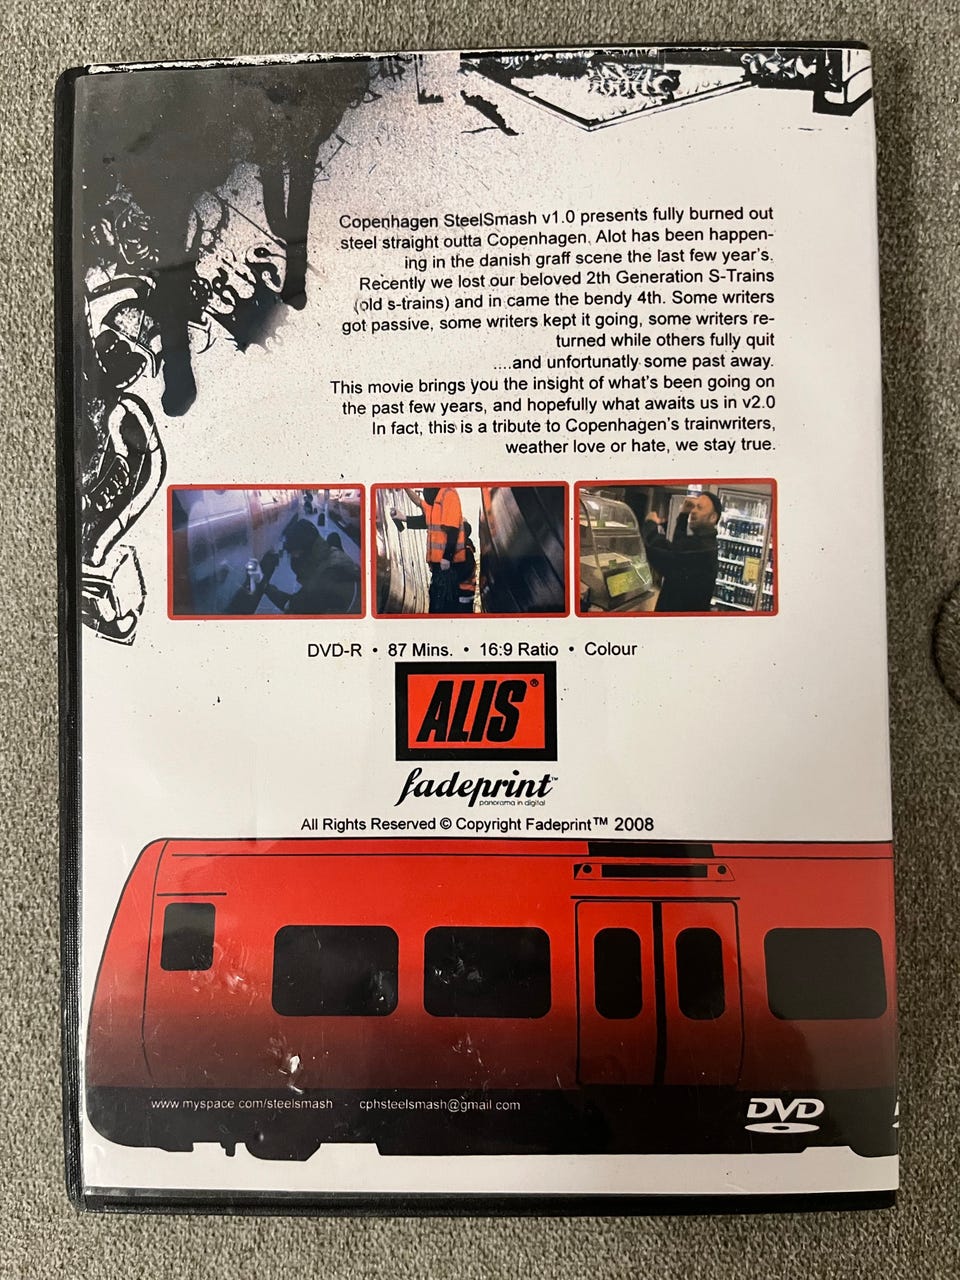 Copenhagen SteelSmash v1.0 presents fully burned out
steel straight outta Copenhagen. Alot has been happen-
ing in the danish graff scene the last few year's.
Recently we lost our beloved 2th Generation S-Trains
(old s-trains) and in came the bendy 4th. Some writers
got passive, some writers kept it going, some writers re-
turned while others fully quit
....and unfortunatly some past away.
This movie brings you the insight of what's been going on
the past few years, and hopefully what awaits us in v2.0
In fact, this is a tribute to Copenhagen's trainwriters,
weather love or hate, we stay true.
DVD-R • 87 Mins. • 16:9 Ratio • Colour
ALIS®
fadeprint™
panorama in digital
All Rights Reserved © Copyright Fadeprint™ 2008
www.myspace.com/steelsmash - cphsteelsmash@gmail.com
DVD